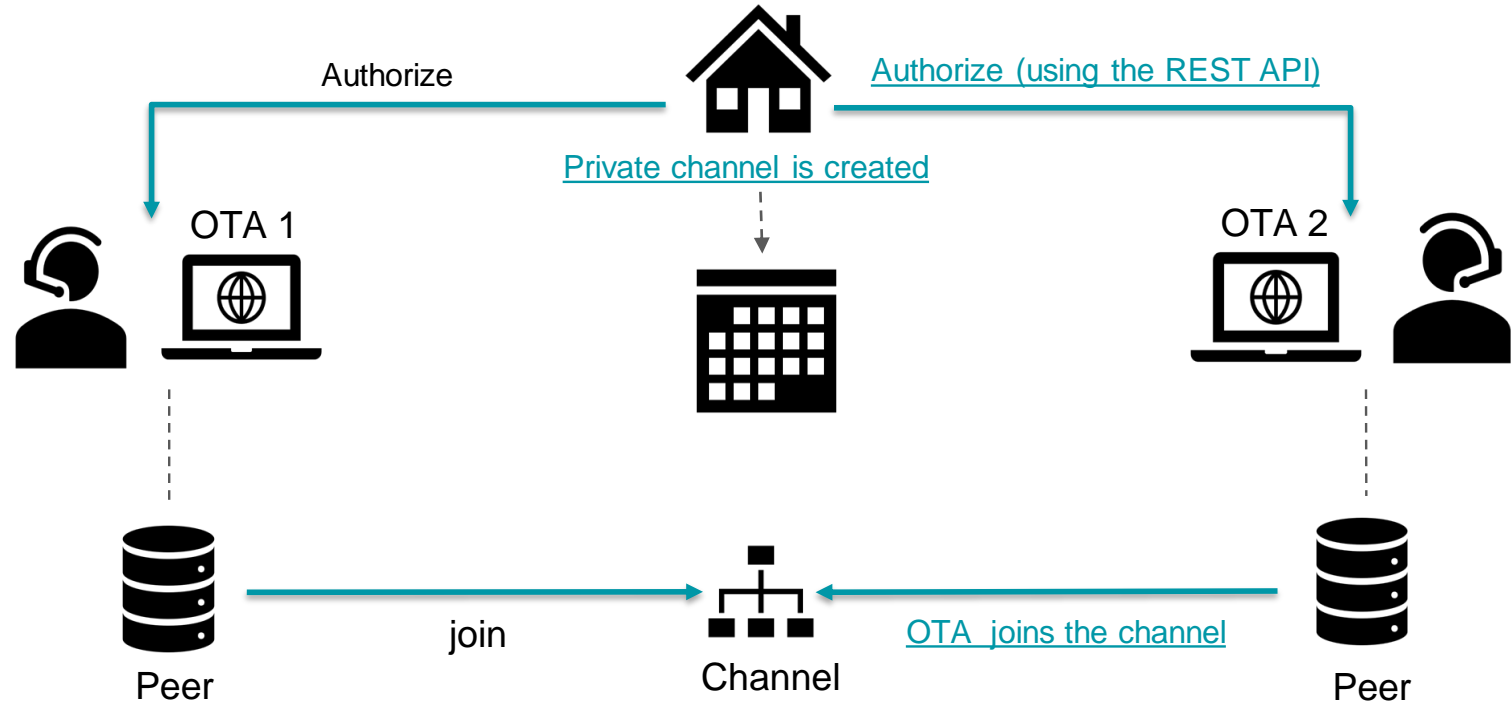 Authorize
Authorize (using the REST API)
Private channel is created
OTA 1
OTA 2
join
OTA  joins the channel
Peer
Channel
Peer